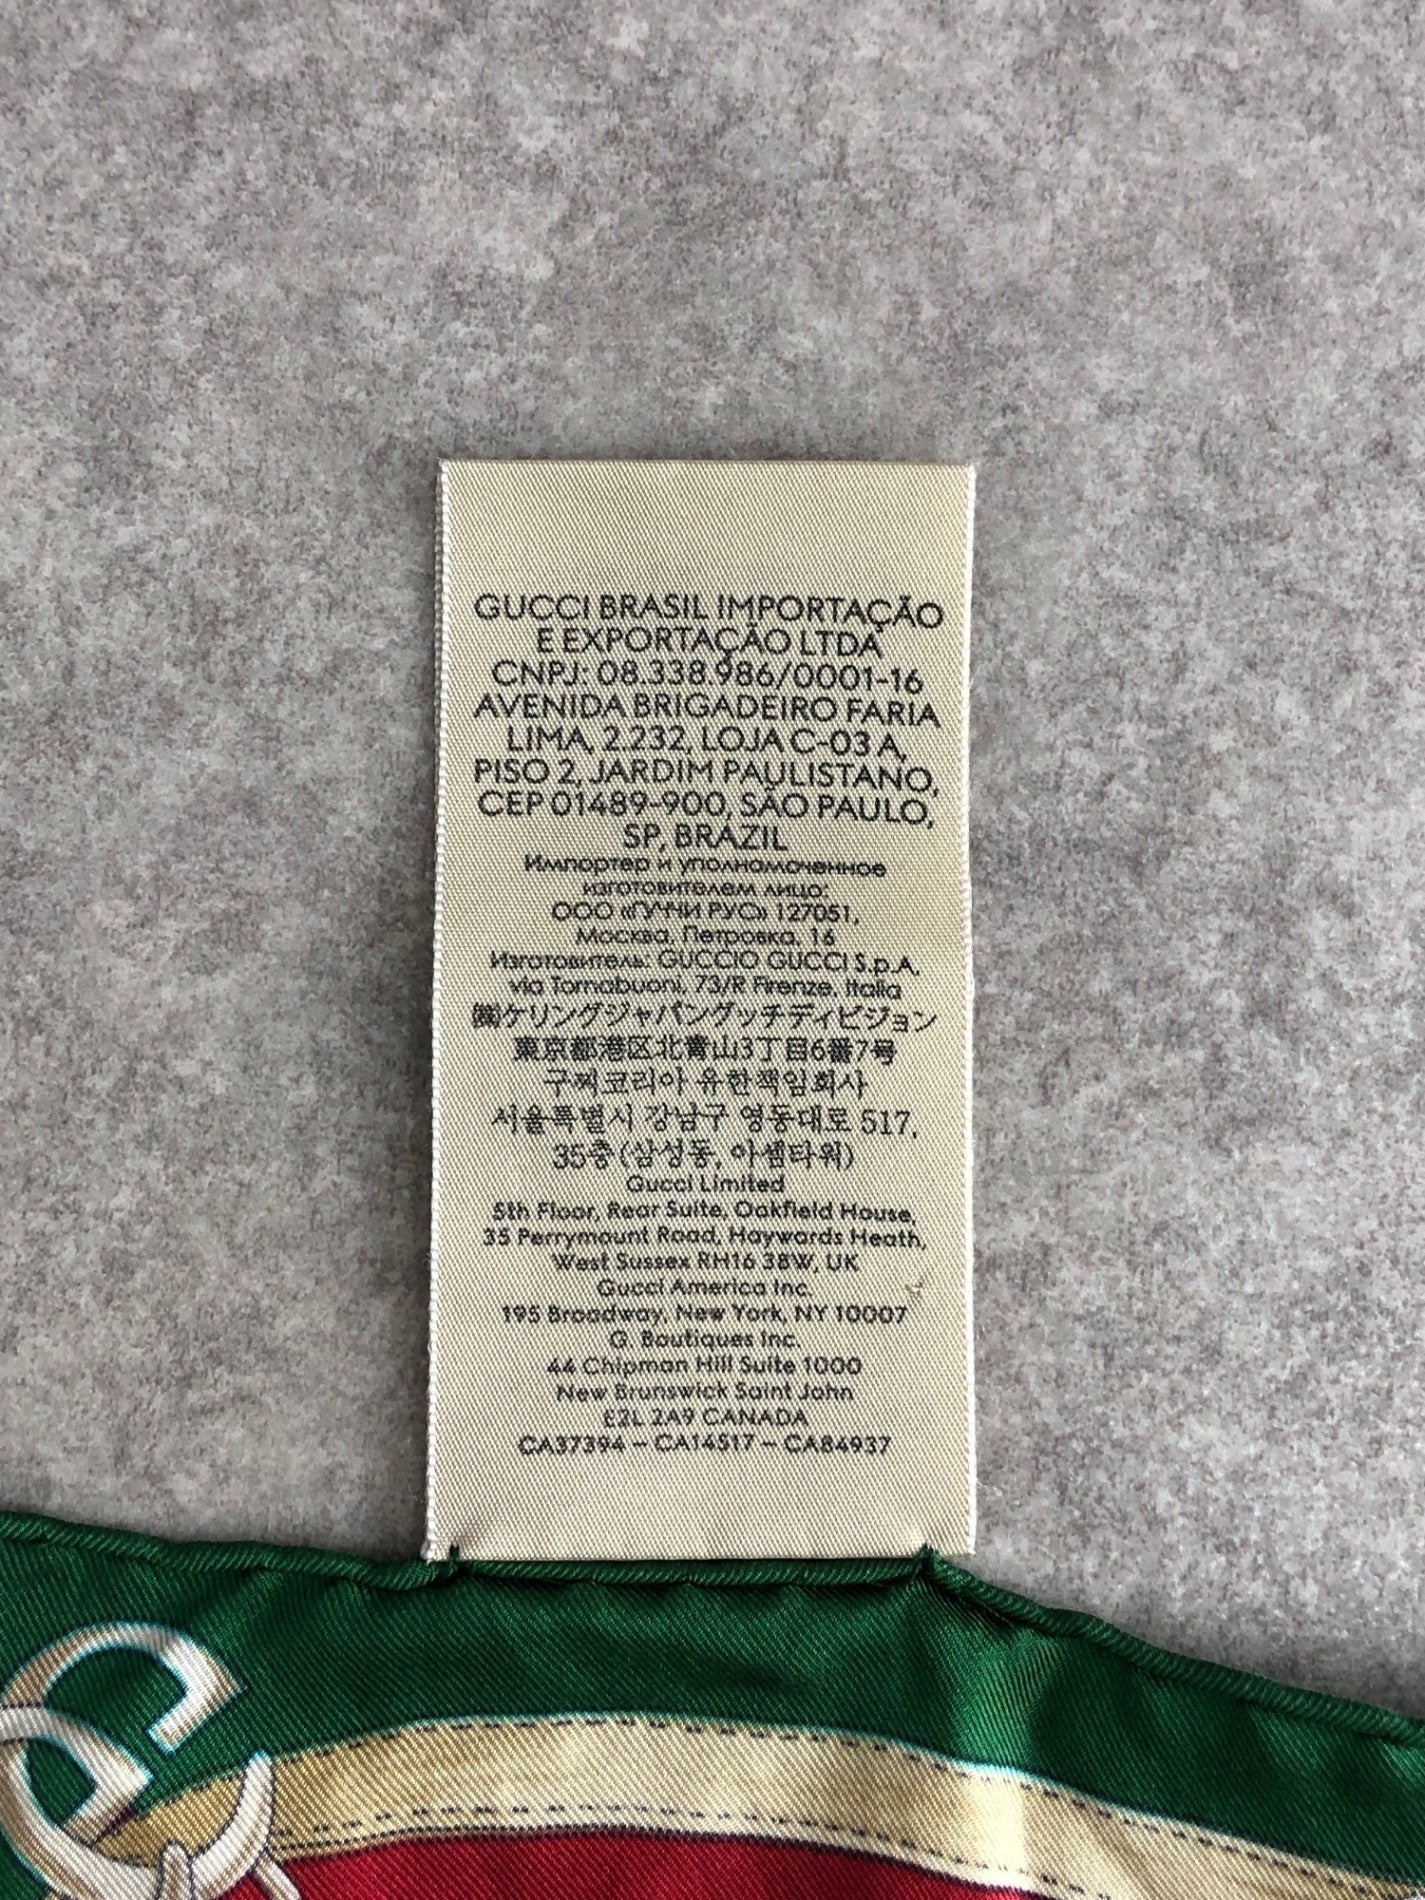 GUCCI BRASIL IMPORTAÇÃO
E EXPORTAÇÃO LTDA
CNPJ: 08.338.986/0001-16
AVENIDA BRIGADEIRO FARIA
LIMA, 2.232, LOJA C-03 A,
PISO 2, JARDIM PAULISTANO,
CEP 01489-900, SÃO PAULO,
SP, BRAZIL
Импортер и уполномоченное
изготовителем лицо:
ООО «ГУЧЧИ РУС» 127051,
Москва, Петровка, 16
Изготовитель: GUCCIO GUCCI S.p.A.
via Tornabuoni, 73/R Firenze, Italia
㈱ケリングジャパングッチディビジョン
東京都港区北青山3丁目6番7号
구찌코리아 유한책임회사
서울특별시 강남구 영동대로 517,
35층 (삼성동, 아셈타워)
Gucci Limited
5th Floor, Rear Suite, Oakfield House,
35 Perrymount Road, Haywards Heath,
West Sussex RH16 3BW, UK
Gucci America Inc.
195 Broadway, New York, NY 10007
G. Boutiques Inc.
44 Chipman Hill Suite 1000
New Brunswick Saint John
E2L 2A9 CANADA
CA37394 – CA14517 – CA84937